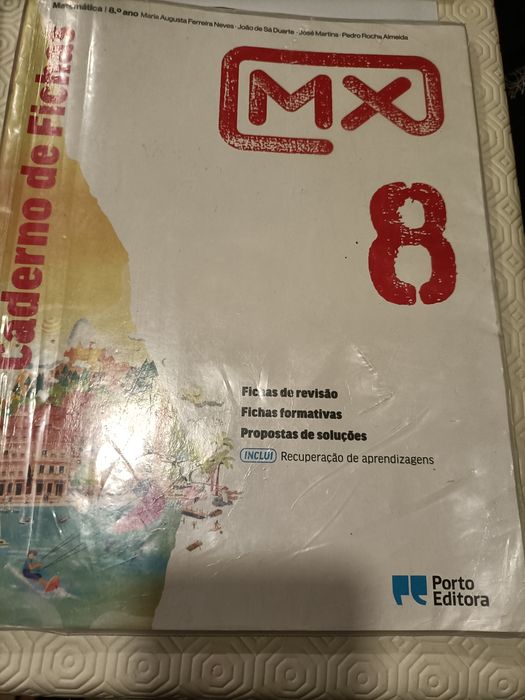 Matemática | 8.º ano Maria Augusta Ferreira Neves · João de Sá Duarte · José Martins · Pedro Rocha Almeida
MX
8
Caderno de Fichas
Fichas de revisão
Fichas formativas
Propostas de soluções
INCLUI Recuperação de aprendizagens
Porto
Editora